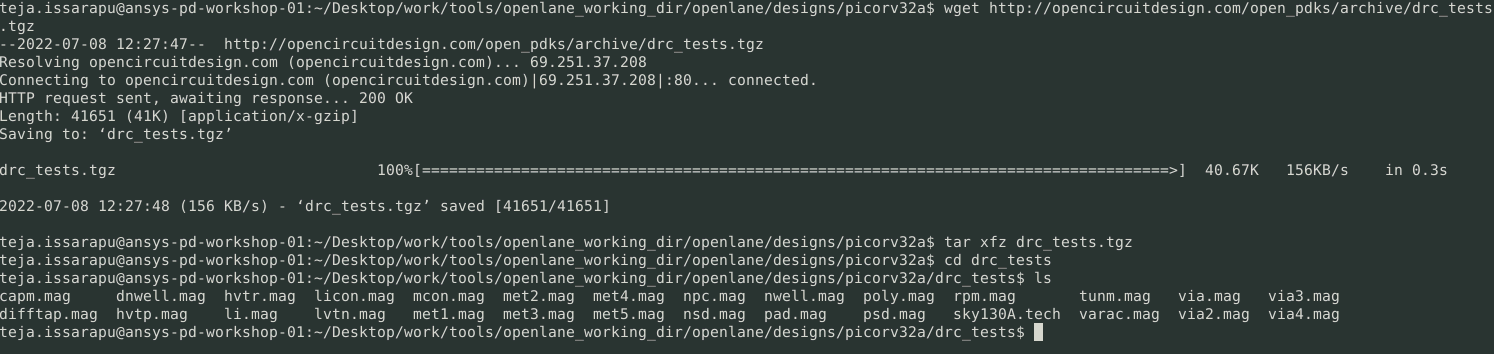 teja.issarapu@ansys-pd-workshop-01:~/Desktop/work/tools/openlane_working_dir/openlane/designs/picorv32a$ wget http://opencircuitdesign.com/open_pdks/archive/drc_tests
.tgz
--2022-07-08 12:27:47--  http://opencircuitdesign.com/open_pdks/archive/drc_tests.tgz
Resolving opencircuitdesign.com (opencircuitdesign.com)... 69.251.37.208
Connecting to opencircuitdesign.com (opencircuitdesign.com)|69.251.37.208|:80... connected.
HTTP request sent, awaiting response... 200 OK
Length: 41651 (41K) [application/x-gzip]
Saving to: ‘drc_tests.tgz’
drc_tests.tgz                             100%[===================================================================================>]  40.67K   156KB/s    in 0.3s
2022-07-08 12:27:48 (156 KB/s) - ‘drc_tests.tgz’ saved [41651/41651]
teja.issarapu@ansys-pd-workshop-01:~/Desktop/work/tools/openlane_working_dir/openlane/designs/picorv32a$ tar xfz drc_tests.tgz
teja.issarapu@ansys-pd-workshop-01:~/Desktop/work/tools/openlane_working_dir/openlane/designs/picorv32a$ cd drc_tests
teja.issarapu@ansys-pd-workshop-01:~/Desktop/work/tools/openlane_working_dir/openlane/designs/picorv32a/drc_tests$ ls
capm.mag     dnwell.mag  hvtr.mag  licon.mag  mcon.mag  met2.mag  met4.mag  npc.mag  nwell.mag  poly.mag  rpm.mag       tunm.mag   via.mag   via3.mag
difftap.mag  hvtp.mag    li.mag    lvtn.mag   met1.mag  met3.mag  met5.mag  nsd.mag  pad.mag    psd.mag   sky130A.tech  varac.mag  via2.mag  via4.mag
teja.issarapu@ansys-pd-workshop-01:~/Desktop/work/tools/openlane_working_dir/openlane/designs/picorv32a/drc_tests$